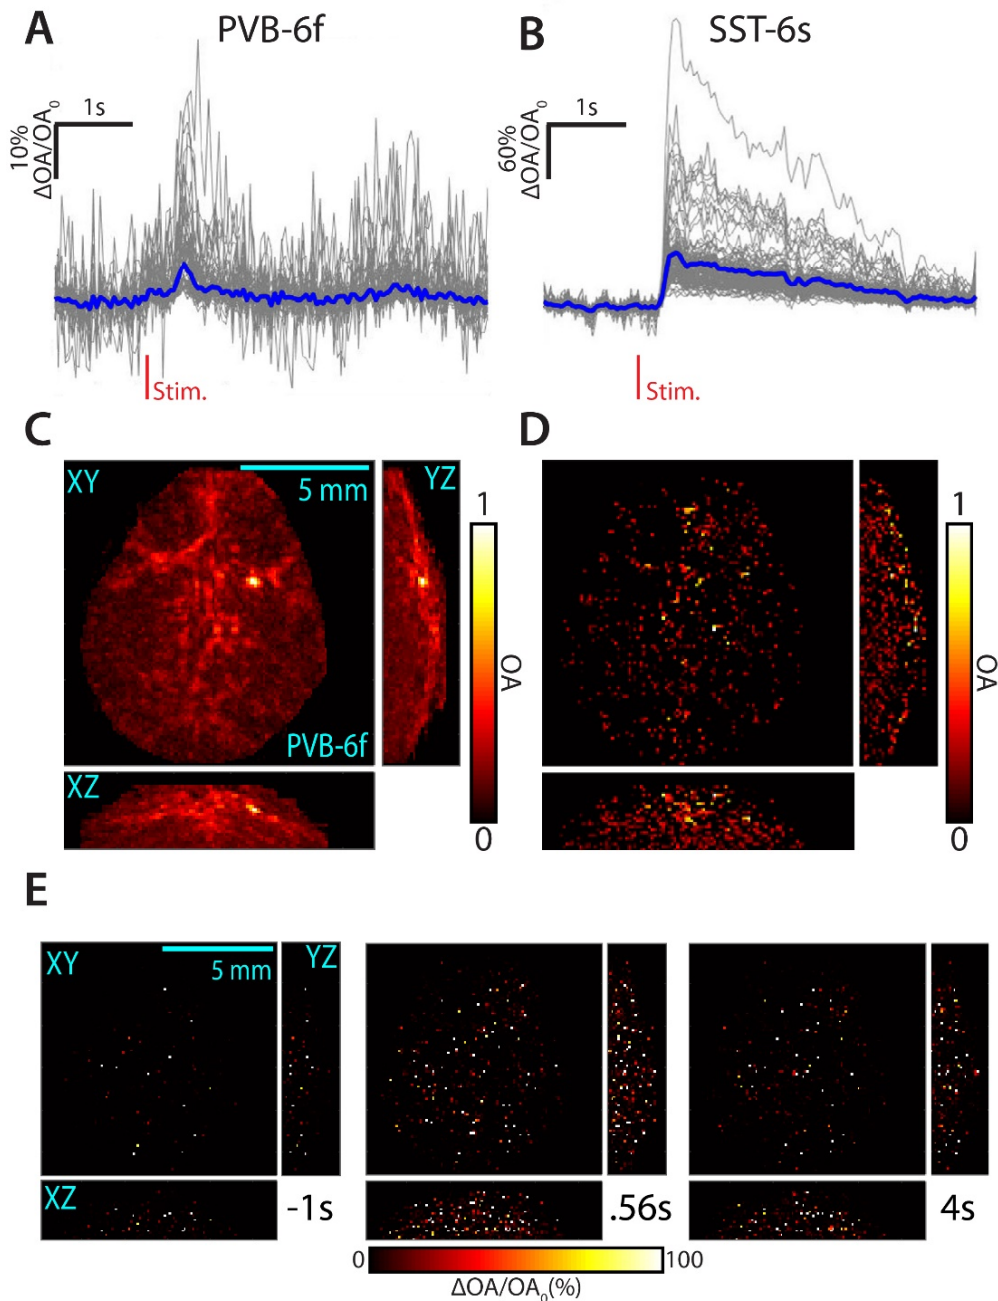 A
PVB-6f
B
SST-6s
1s
10%
ΔOA/OA₀
1s
60%
ΔOA/OA₀
Stim.
Stim.
C
D
XY
5 mm
YZ
1
1
OA
OA
PVB-6f
XZ
0
0
E
XY
5 mm
YZ
XZ
-1s
.56s
4s
0
100
ΔOA/OA₀(%)